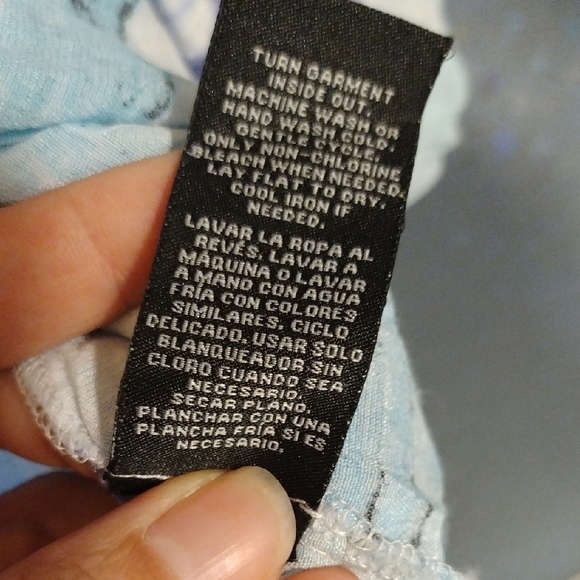 TURN GARMENT
INSIDE OUT.
MACHINE WASH OR
HAND WASH COLD,
GENTLE CYCLE.
ONLY NON-CHLORINE
BLEACH WHEN NEEDED.
LAY FLAT TO DRY.
COOL IRON IF
NEEDED.
LAVAR LA ROPA AL
REVÉS. LAVAR A
MÁQUINA O LAVAR
A MANO CON AGUA
FRÍA CON COLORES
SIMILARES. CICLO
DELICADO. USAR SOLO
BLANQUEADOR SIN
CLORO CUANDO SEA
NECESARIO.
SECAR PLANO.
PLANCHAR CON UNA
PLANCHA FRÍA SI ES
NECESARIO.